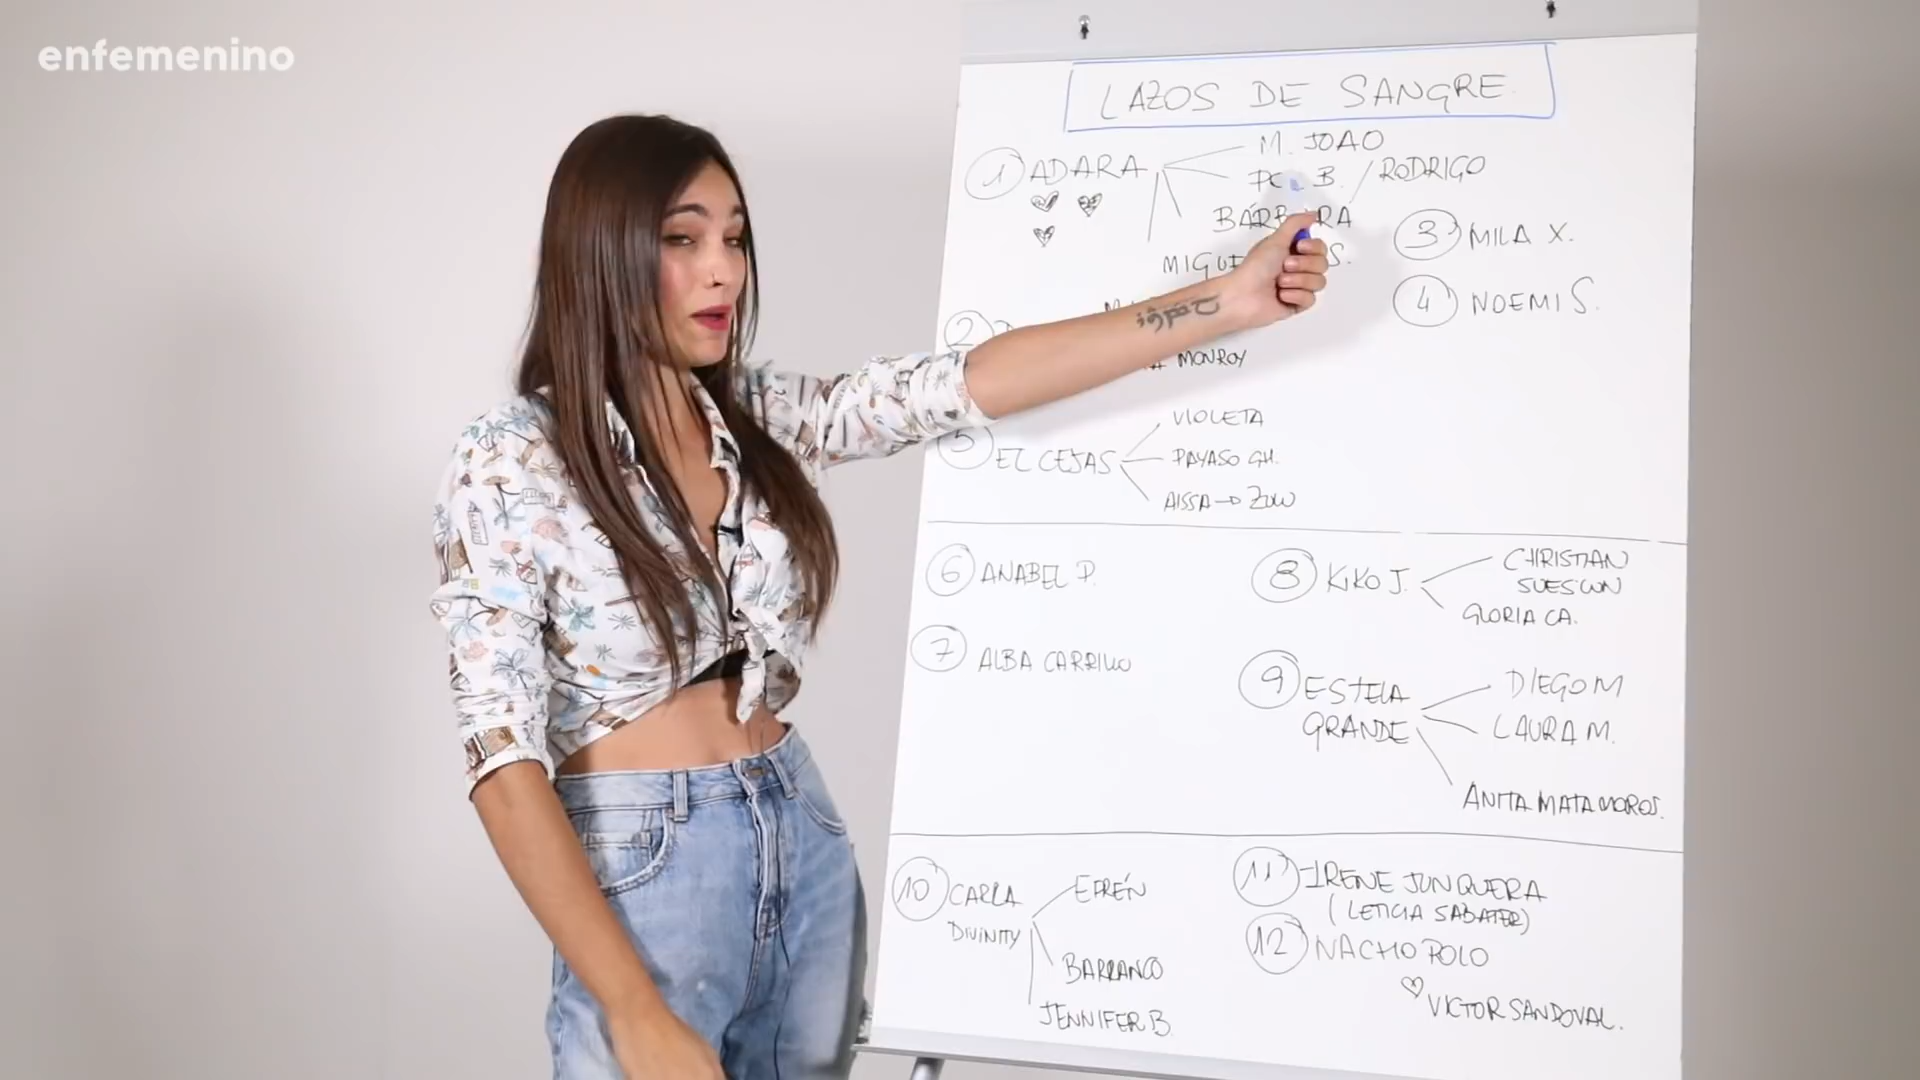 enfemenino
LAZOS DE SANGRE
1 ADARA
M. JOAO
B.
RODRIGO
3 MILA X.
4 NOEMI S.
2
MONROY
5 EL CEJAS
VIOLETA
PAYASO GH.
AISSA → ZOW
6 ANABEL P.
7 ALBA CARRILLO
8 KIKO J.
CHRISTIAN
SUESCUN
GLORIA CA.
9 ESTELA
GRANDE
DIEGO M
LAURA M.
ANITA MATAMOROS.
10 CARLA
DIVINITY
EFRÉN
BARRANCO
JENNIFER B.
11 IRENE JUNQUERA
(LETICIA SABATER)
12 NACHO POLO
VICTOR SANDOVAL.